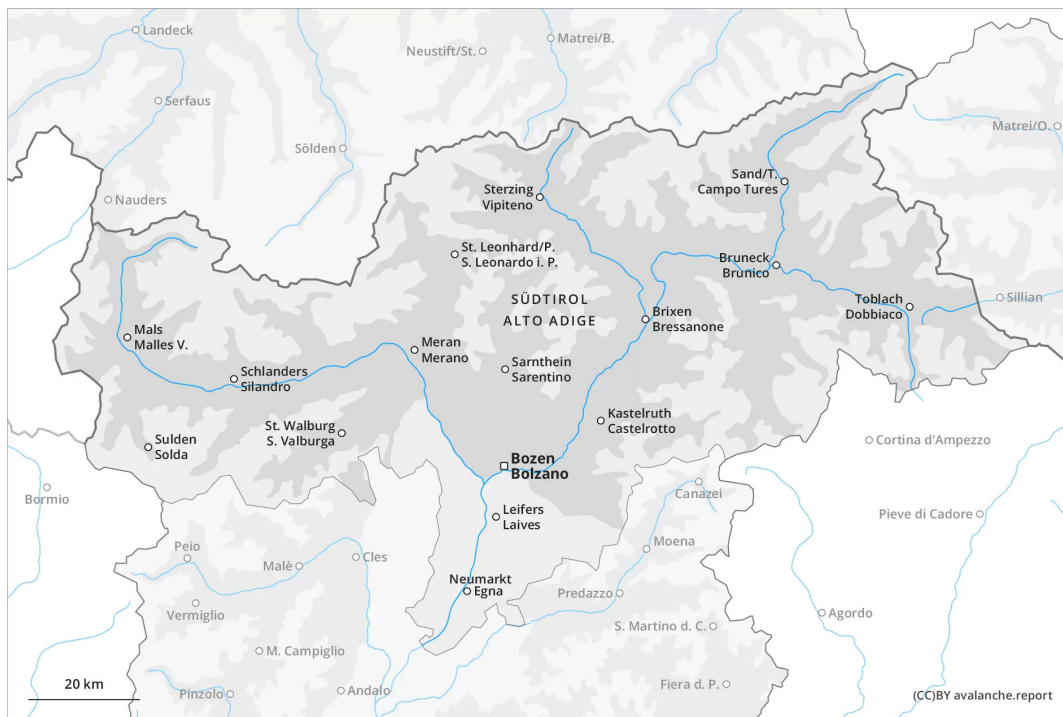 Landeck
Matrei/B.
Neustift/St.
Serfaus
Matrei/O.
Sölden
Sand/T.
Campo Tures
Sterzing
Vipiteno
Nauders
St. Leonhard/P.
S. Leonardo i. P.
Bruneck
Brunico
SÜDTIROL
ALTO ADIGE
Toblach
Dobbiaco
Sillian
Brixen
Bressanone
Mals
Malles V.
Meran
Merano
Sarnthein
Sarentino
Schlanders
Silandro
Kastelruth
Castelrotto
St. Walburg
S. Valburga
Sulden
Solda
Cortina d'Ampezzo
Bozen
Bolzano
Bormio
Canazei
Leifers
Laives
Pieve di Cadore
Moena
Peio
Malè
Cles
Neumarkt
Egna
Predazzo
Vermiglio
Agordo
S. Martino d. C.
M. Campiglio
20 km
Pinzolo
Andalo
Fiera d. P.
(CC)BY avalanche.report